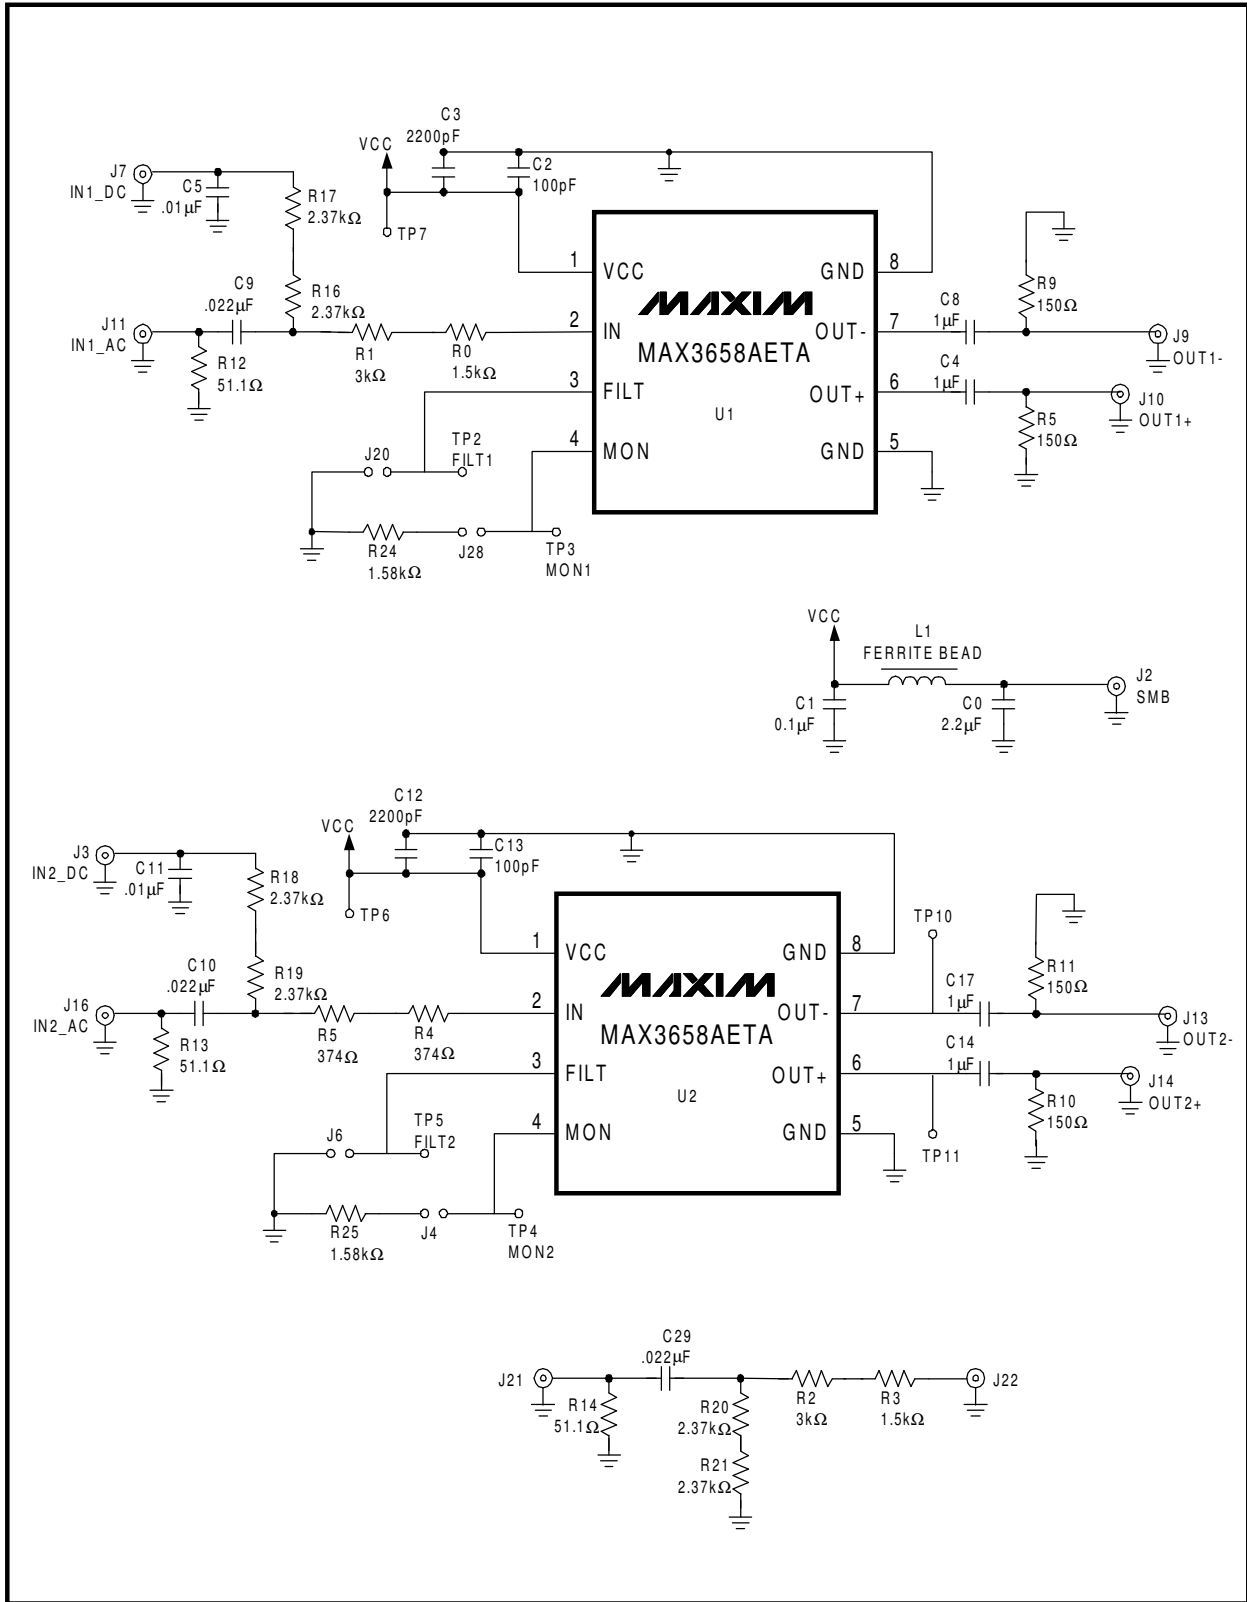 C3
2200pF
VCC
C2
100pF
J7
IN1_DC
C5
.01µF
R17
2.37kΩ
TP7
1
VCC
GND
8
C9
.022µF
R16
2.37kΩ
MAXIM
R9
150Ω
J11
IN1_AC
R12
51.1Ω
R1
3kΩ
R0
1.5kΩ
2
IN
MAX3658AETA
OUT-
7
C8
1µF
J9
OUT1-
3
FILT
U1
OUT+
6
C4
1µF
R5
150Ω
J10
OUT1+
4
MON
GND
5
J20
TP2
FILT1
R24
1.58kΩ
J28
TP3
MON1
VCC
L1
FERRITE BEAD
C1
0.1µF
C0
2.2µF
J2
SMB
C12
2200pF
VCC
C13
100pF
J3
IN2_DC
C11
.01µF
R18
2.37kΩ
TP6
TP10
1
VCC
GND
8
C10
.022µF
R19
2.37kΩ
MAXIM
R11
150Ω
J16
IN2_AC
R13
51.1Ω
R5
374Ω
R4
374Ω
2
IN
MAX3658AETA
OUT-
7
C17
1µF
J13
OUT2-
3
FILT
U2
OUT+
6
C14
1µF
R10
150Ω
J14
OUT2+
4
MON
GND
5
TP11
J6
TP5
FILT2
R25
1.58kΩ
J4
TP4
MON2
C29
.022µF
J21
R14
51.1Ω
R20
2.37kΩ
R2
3kΩ
R3
1.5kΩ
J22
R21
2.37kΩ